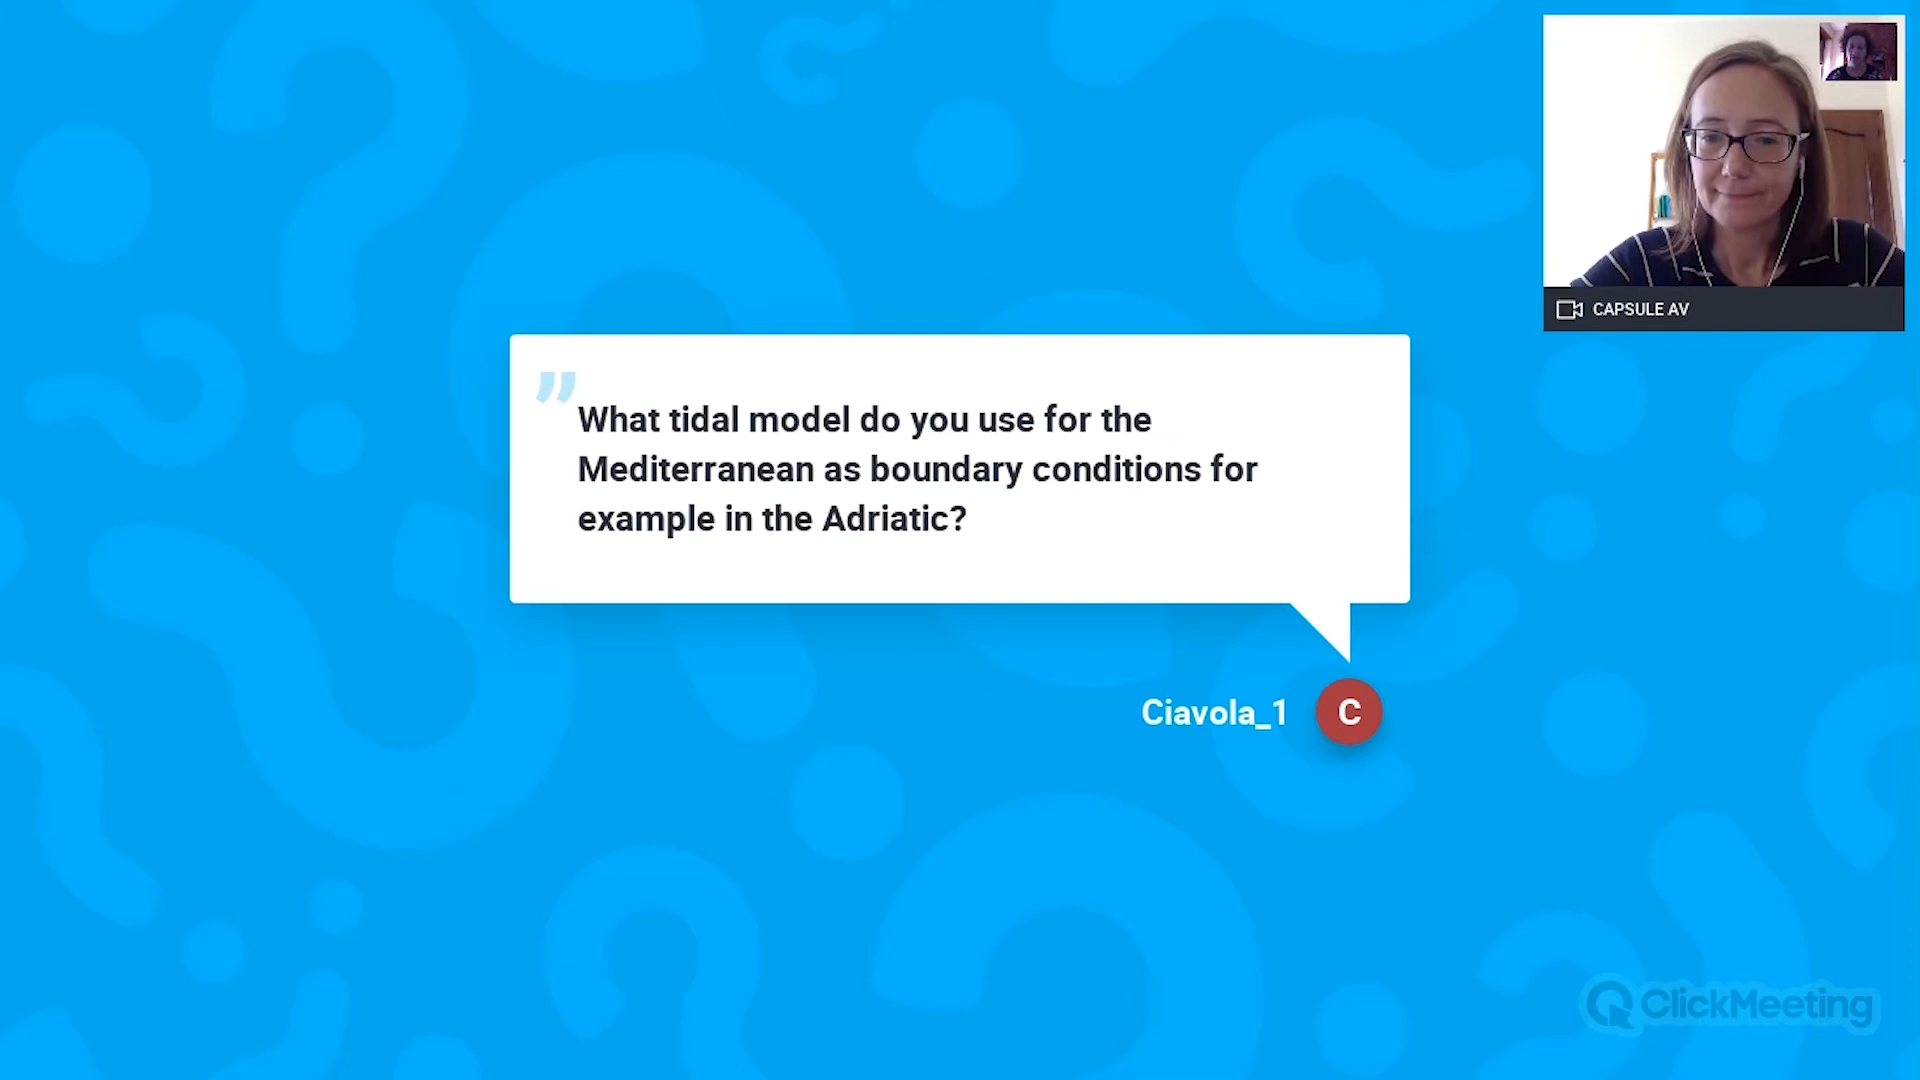 CAPSULE AV
What tidal model do you use for the
Mediterranean as boundary conditions for
example in the Adriatic?
Ciavola_1
C
ClickMeeting